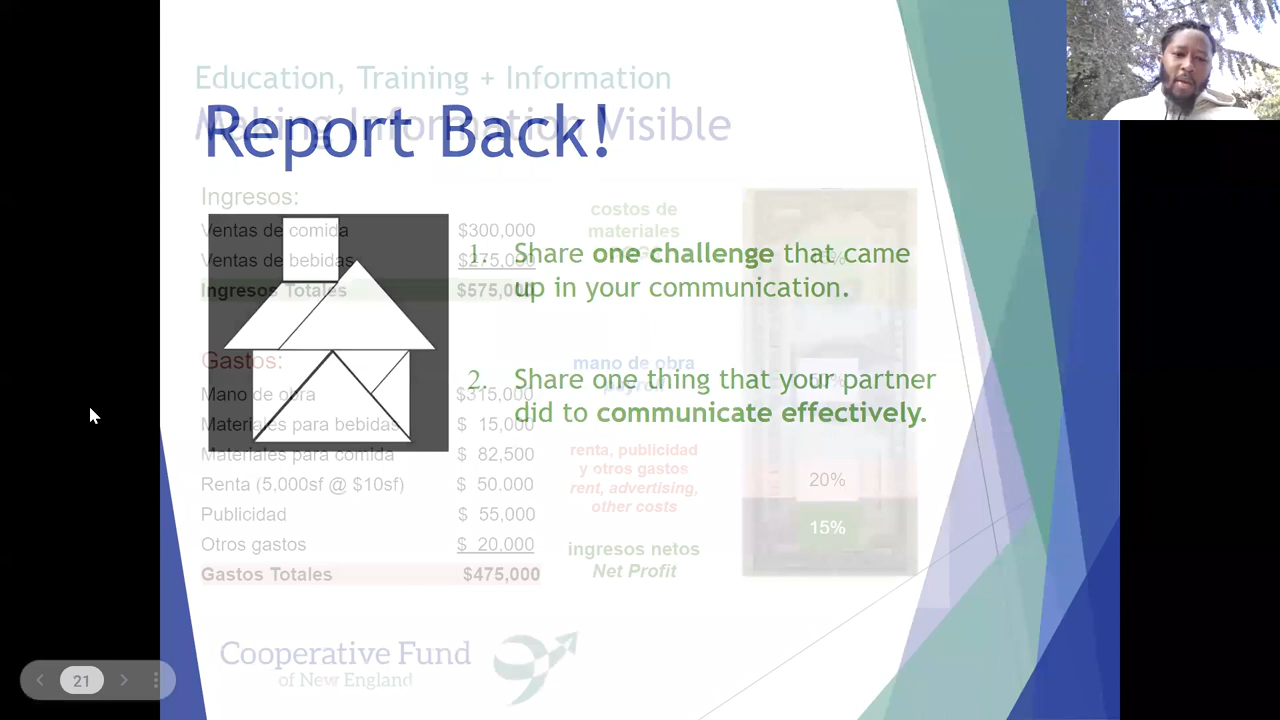 Education, Training + Information
Making Information Visible
Report Back!
Ingresos:
Ventas de comida $300,000
Ventas de bebidas $275,000
Ingresos Totales $575,000
costos de
materiales
1. Share one challenge that came
up in your communication.
Gastos:
Mano de obra $315,000
Materiales para bebidas $ 15,000
Materiales para comida $ 82,500
Renta (5,000sf @ $10sf) $ 50.000
Publicidad $ 55,000
Otros gastos $ 20,000
Gastos Totales $475,000
mano de obra
payroll
2. Share one thing that your partner
did to communicate effectively.
renta, publicidad
y otros gastos
rent, advertising,
other costs
20%
15%
ingresos netos
Net Profit
Cooperative Fund
of New England
21